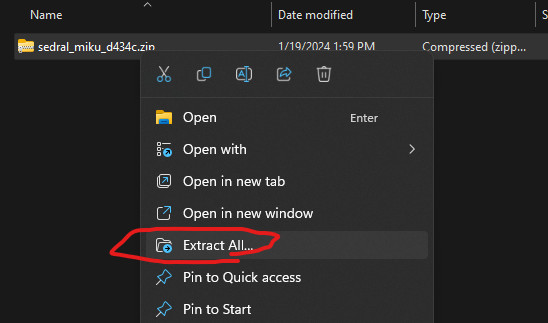 Name Date modified Type
sedral_miku_d434c.zip 1/19/2024 1:59 PM Compressed (zipp...
Open Enter
Open with
Open in new tab
Open in new window
Extract All...
Pin to Quick access
Pin to Start